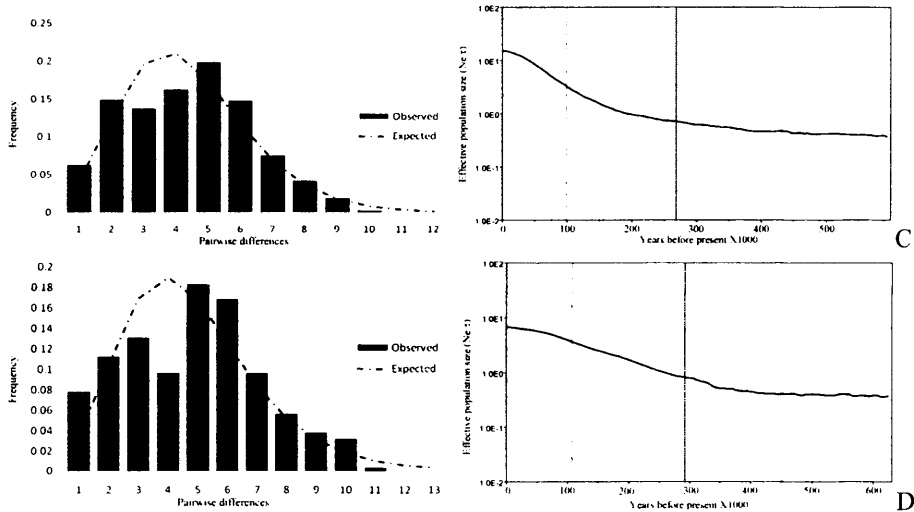 0.25
0.2
0.15
0.1
0.05
0
Frequency
1 2 3 4 5 6 7 8 9 10 11 12
Pairwise differences
Observed
Expected
1.0E2
1.0E1
1.0E0
1.0E-1
1.0E-2
Effective population size (Ne τ)
0 100 200 300 400 500
Years before present X1000
C
0.2
0.18
0.16
0.14
0.12
0.1
0.08
0.06
0.04
0.02
0
Frequency
1 2 3 4 5 6 7 8 9 10 11 12 13
Pairwise differences
Observed
Expected
1.0E2
1.0E1
1.0E0
1.0E-1
1.0E-2
Effective population size (Ne τ)
0 100 200 300 400 500 600
Years before present X1000
D